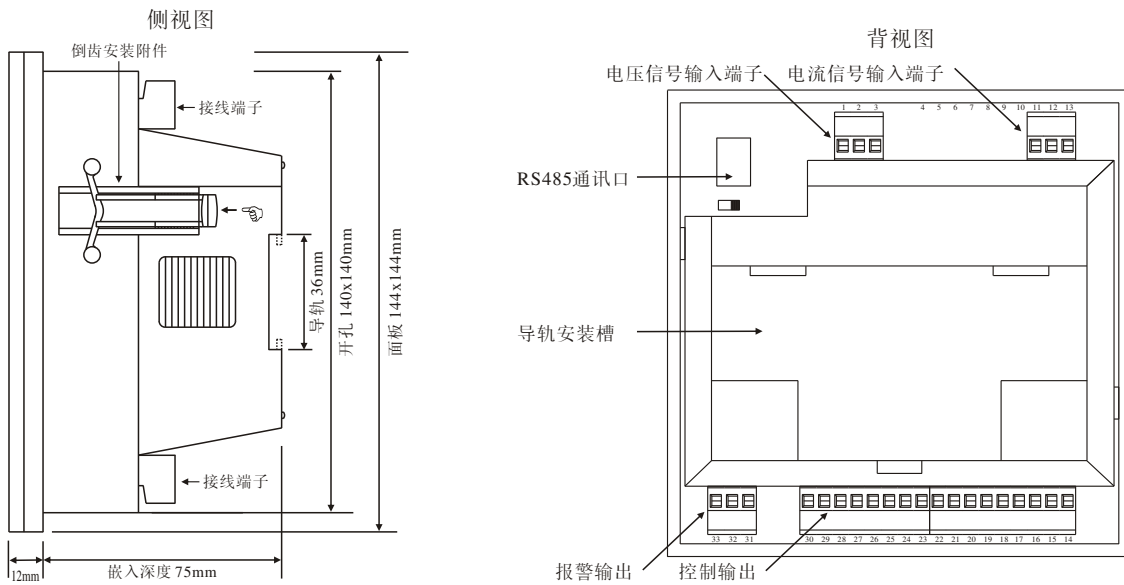 侧视图
倒齿安装附件
接线端子
导轨 36mm
开孔 140x140mm
面板 144x144mm
接线端子
12mm
嵌入深度 75mm
背视图
电压信号输入端子
电流信号输入端子
1 2 3 4 5 6 7 8 9 10 11 12 13
RS485通讯口
导轨安装槽
33 32 31 30 29 28 27 26 25 24 23 22 21 20 19 18 17 16 15 14
报警输出
控制输出